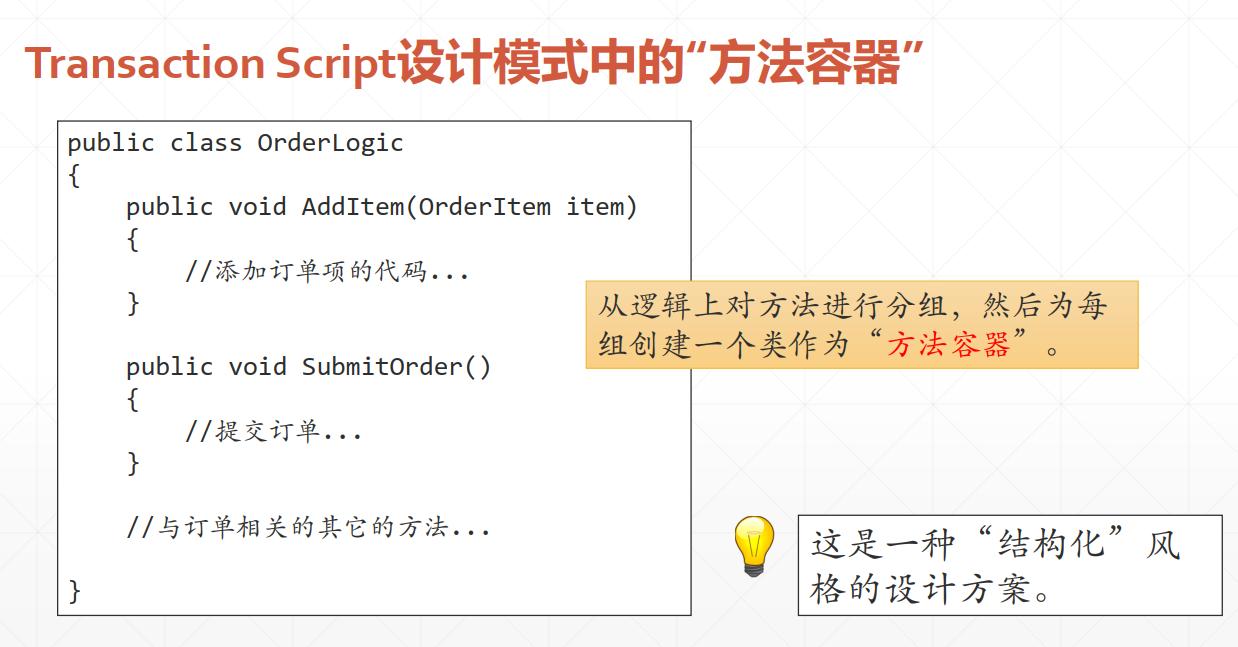 Transaction Script设计模式中的“方法容器”
public class OrderLogic
{
    public void AddItem(OrderItem item)
    {
        //添加订单项的代码...
    }
    public void SubmitOrder()
    {
        //提交订单...
    }
    //与订单相关的其它的方法...
}
从逻辑上对方法进行分组，然后为每
组创建一个类作为“方法容器”。
这是一种“结构化”风
格的设计方案。